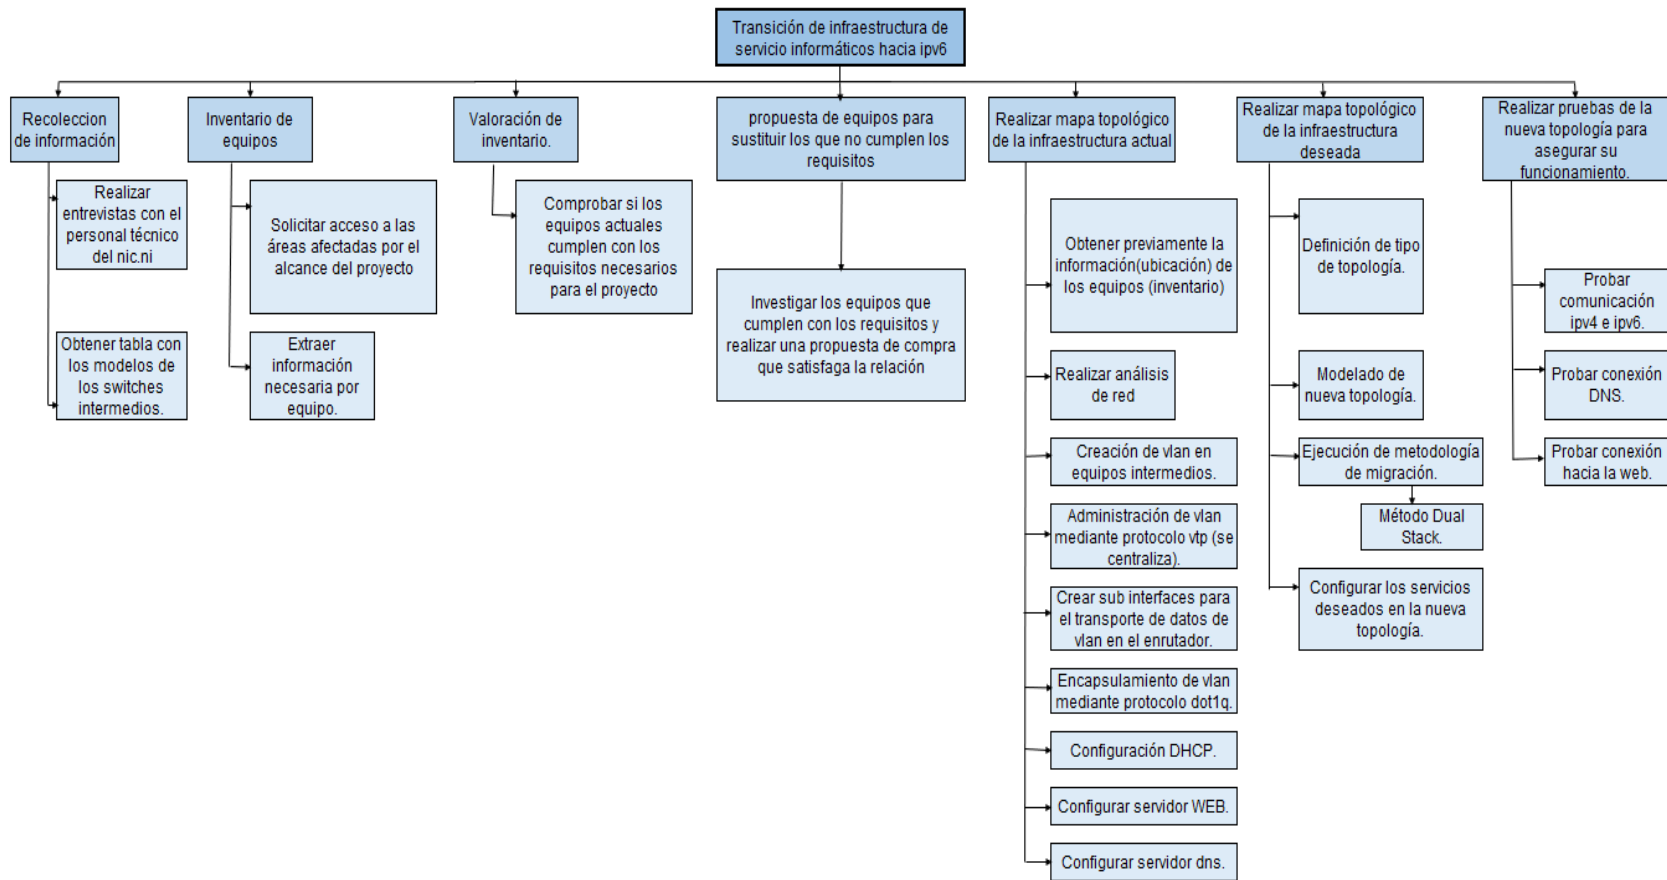 Transición de infraestructura de
servicio informáticos hacia ipv6
Recoleccion
de información
Realizar
entrevistas con el
personal técnico
del nic.ni
Obtener tabla con
los modelos de
los switches
intermedios.
Inventario de
equipos
Solicitar acceso a las
áreas afectadas por el
alcance del proyecto
Extraer
información
necesaria por
equipo.
Valoración de
inventario.
Comprobar si los
equipos actuales
cumplen con los
requisitos necesarios
para el proyecto
propuesta de equipos para
sustituir los que no cumplen los
requisitos
Investigar los equipos que
cumplen con los requisitos y
realizar una propuesta de compra
que satisfaga la relación
Realizar mapa topológico
de la infraestructura actual
Obtener previamente la
información(ubicación) de
los equipos (inventario)
Realizar análisis
de red
Creación de vlan en
equipos intermedios.
Administración de vlan
mediante protocolo vtp (se
centraliza).
Crear sub interfaces para
el transporte de datos de
vlan en el enrutador.
Encapsulamiento de vlan
mediante protocolo dot1q.
Configuración DHCP.
Configurar servidor WEB.
Configurar servidor dns.
Realizar mapa topológico
de la infraestructura
deseada
Definición de tipo
de topología.
Modelado de
nueva topología.
Ejecución de metodología
de migración.
Método Dual
Stack.
Configurar los servicios
deseados en la nueva
topología.
Realizar pruebas de la
nueva topología para
asegurar su
funcionamiento.
Probar
comunicación
ipv4 e ipv6.
Probar conexión
DNS.
Probar conexión
hacia la web.